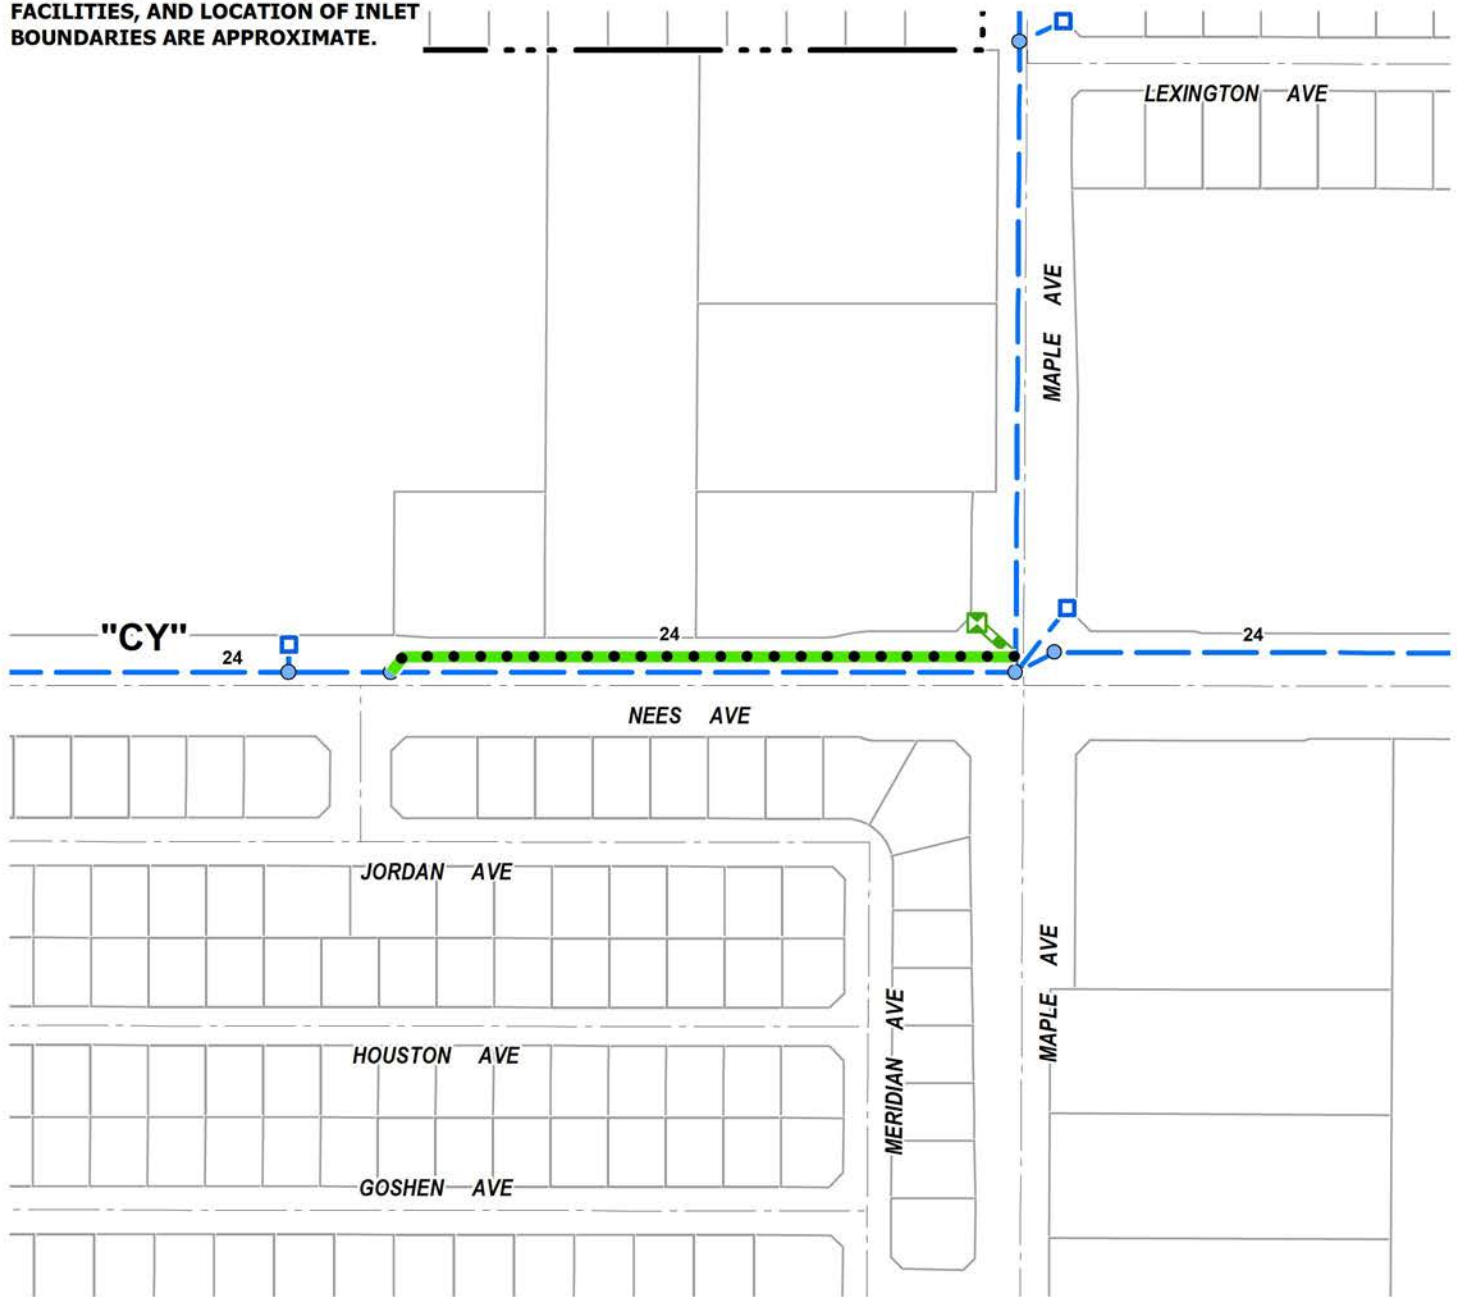 FACILITIES, AND LOCATION OF INLET
BOUNDARIES ARE APPROXIMATE.
LEXINGTON AVE
MAPLE AVE
"CY"
24
24
24
NEES AVE
JORDAN AVE
MAPLE AVE
MERIDIAN AVE
HOUSTON AVE
GOSHEN AVE